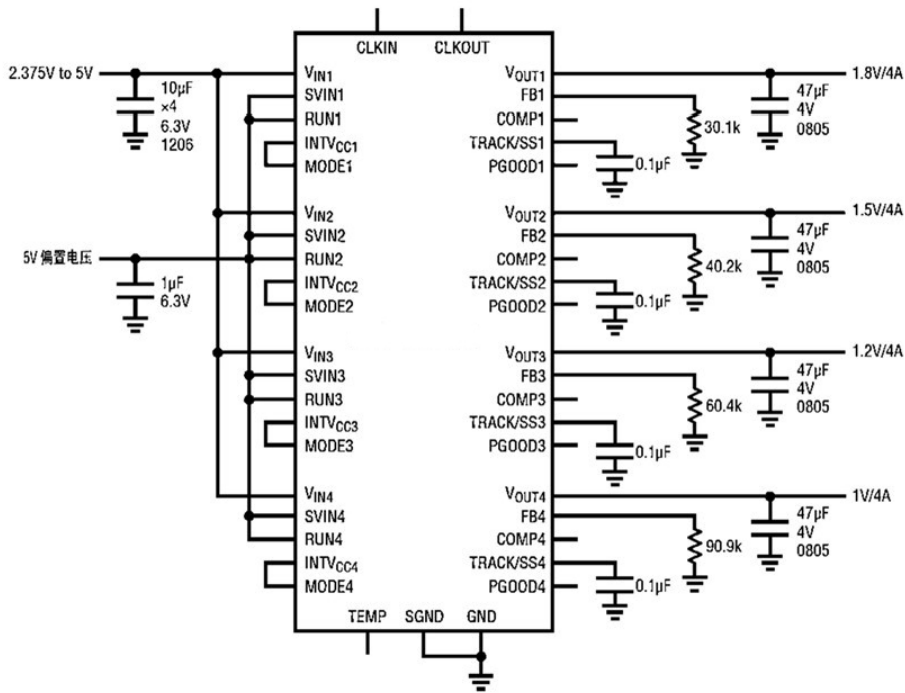 CLKIN CLKOUT
2.375V to 5V
10µF
×4
6.3V
1206
5V 偏置电压
1µF
6.3V
VIN1
SVIN1
RUN1
INTVCC1
MODE1
VIN2
SVIN2
RUN2
INTVCC2
MODE2
VIN3
SVIN3
RUN3
INTVCC3
MODE3
VIN4
SVIN4
RUN4
INTVCC4
MODE4
VOUT1
FB1
COMP1
TRACK/SS1
PGOOD1
VOUT2
FB2
COMP2
TRACK/SS2
PGOOD2
VOUT3
FB3
COMP3
TRACK/SS3
PGOOD3
VOUT4
FB4
COMP4
TRACK/SS4
PGOOD4
TEMP SGND GND
0.1µF
30.1k
47µF
4V
0805
1.8V/4A
0.1µF
40.2k
47µF
4V
0805
1.5V/4A
0.1µF
60.4k
47µF
4V
0805
1.2V/4A
0.1µF
90.9k
47µF
4V
0805
1V/4A